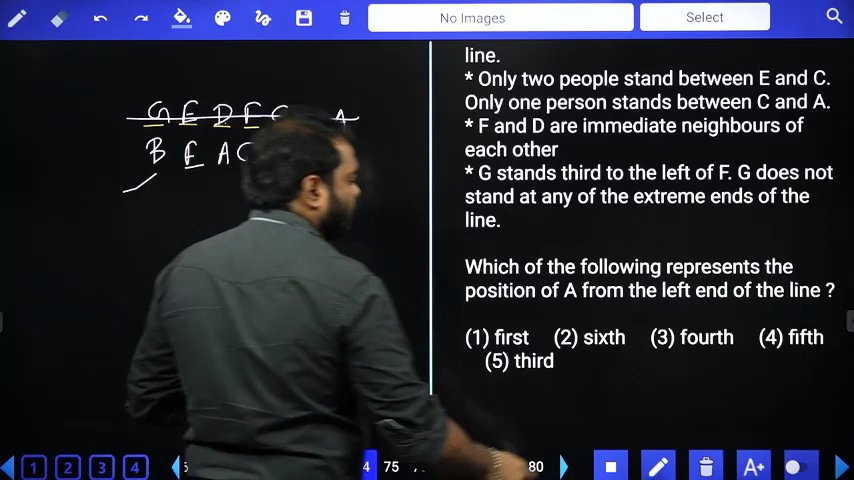 No Images
Select
line.
* Only two people stand between E and C.
Only one person stands between C and A.
* F and D are immediate neighbours of
each other
* G stands third to the left of F. G does not
stand at any of the extreme ends of the
line.
Which of the following represents the
position of A from the left end of the line ?
(1) first (2) sixth (3) fourth (4) fifth
(5) third
G E D F C A
B E A
1 2 3 4
4 75 80
A+